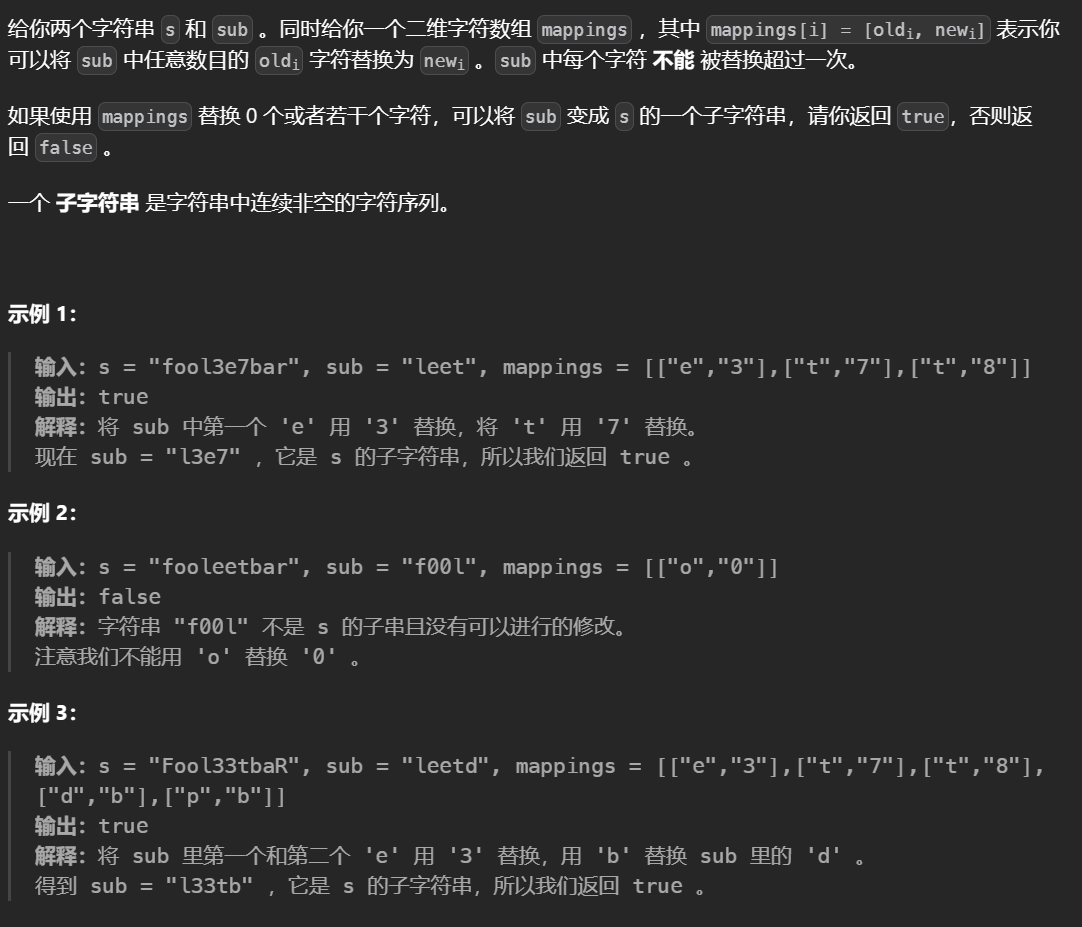 给你两个字符串 s 和 sub 。同时给你一个二维字符数组 mappings ，其中 mappings[i] = [oldi, newi] 表示你
可以将 sub 中任意数目的 oldi 字符替换为 newi 。sub 中每个字符 不能 被替换超过一次。
如果使用 mappings 替换 0 个或者若干个字符，可以将 sub 变成 s 的一个子字符串，请你返回 true，否则返
回 false 。
一个 子字符串 是字符串中连续非空的字符序列。
示例 1：
输入：s = "fool3e7bar", sub = "leet", mappings = [["e","3"],["t","7"],["t","8"]]
输出：true
解释：将 sub 中第一个 'e' 用 '3' 替换，将 't' 用 '7' 替换。
现在 sub = "l3e7" ，它是 s 的子字符串，所以我们返回 true 。
示例 2：
输入：s = "fooleetbar", sub = "f00l", mappings = [["o","0"]]
输出：false
解释：字符串 "f00l" 不是 s 的子串且没有可以进行的修改。
注意我们不能用 'o' 替换 '0' 。
示例 3：
输入：s = "Fool33tbaR", sub = "leetd", mappings = [["e","3"],["t","7"],["t","8"],
["d","b"],["p","b"]]
输出：true
解释：将 sub 里第一个和第二个 'e' 用 '3' 替换，用 'b' 替换 sub 里的 'd' 。
得到 sub = "l33tb" ，它是 s 的子字符串，所以我们返回 true 。